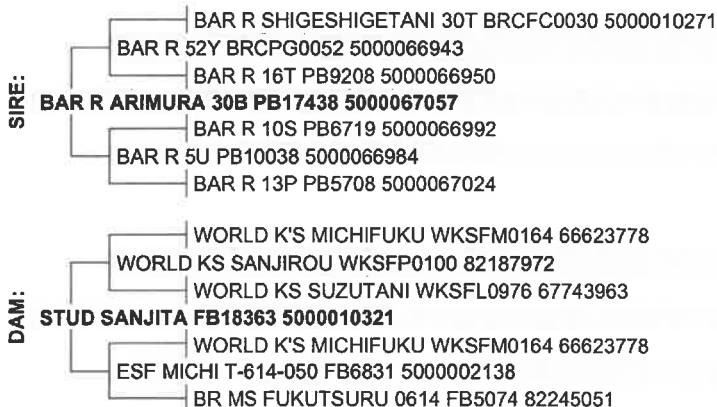 SIRE:
BAR R SHIGESHIGETANI 30T BRCFC0030 5000010271
BAR R 52Y BRCPG0052 5000066943
BAR R 16T PB9208 5000066950
BAR R ARIMURA 30B PB17438 5000067057
BAR R 10S PB6719 5000066992
BAR R 5U PB10038 5000066984
BAR R 13P PB5708 5000067024
DAM:
WORLD K'S MICHIFUKU WKSFM0164 66623778
WORLD KS SANJIROU WKSFP0100 82187972
WORLD KS SUZUTANI WKSFL0976 67743963
STUD SANJITA FB18363 5000010321
WORLD K'S MICHIFUKU WKSFM0164 66623778
ESF MICHI T-614-050 FB6831 5000002138
BR MS FUKUTSURU 0614 FB5074 82245051